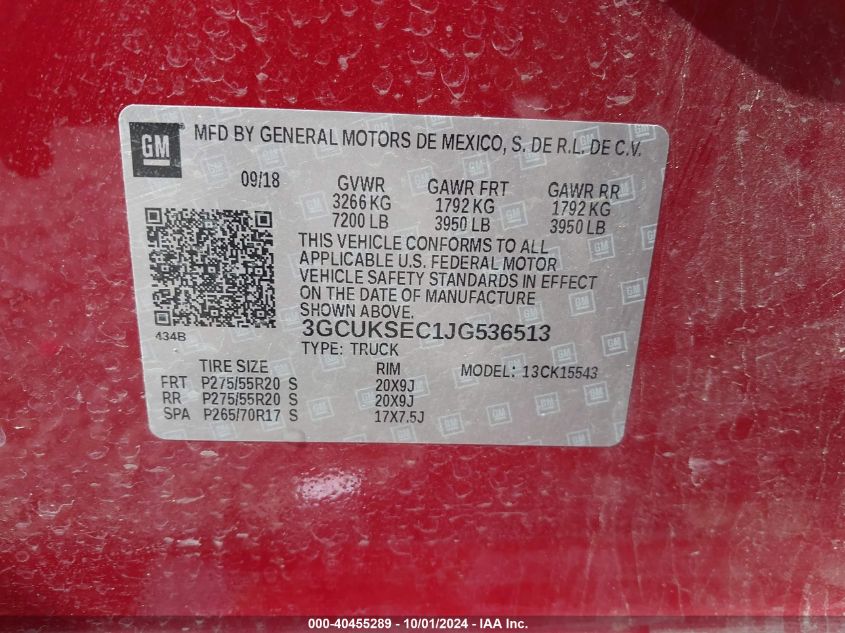 GM MFD BY GENERAL MOTORS DE MEXICO, S. DE R.L. DE C.V.
09/18 GVWR GAWR FRT GAWR RR
3266 KG 1792 KG 1792 KG
7200 LB 3950 LB 3950 LB
THIS VEHICLE CONFORMS TO ALL
APPLICABLE U.S. FEDERAL MOTOR
VEHICLE SAFETY STANDARDS IN EFFECT
ON THE DATE OF MANUFACTURE
SHOWN ABOVE.
434B 3GCUKSEC1JG536513
TYPE: TRUCK
TIRE SIZE RIM MODEL: 13CK15543
FRT P275/55R20 S 20X9J
RR P275/55R20 S 20X9J
SPA P265/70R17 S 17X7.5J
000-40455289 - 10/01/2024 - IAA Inc.